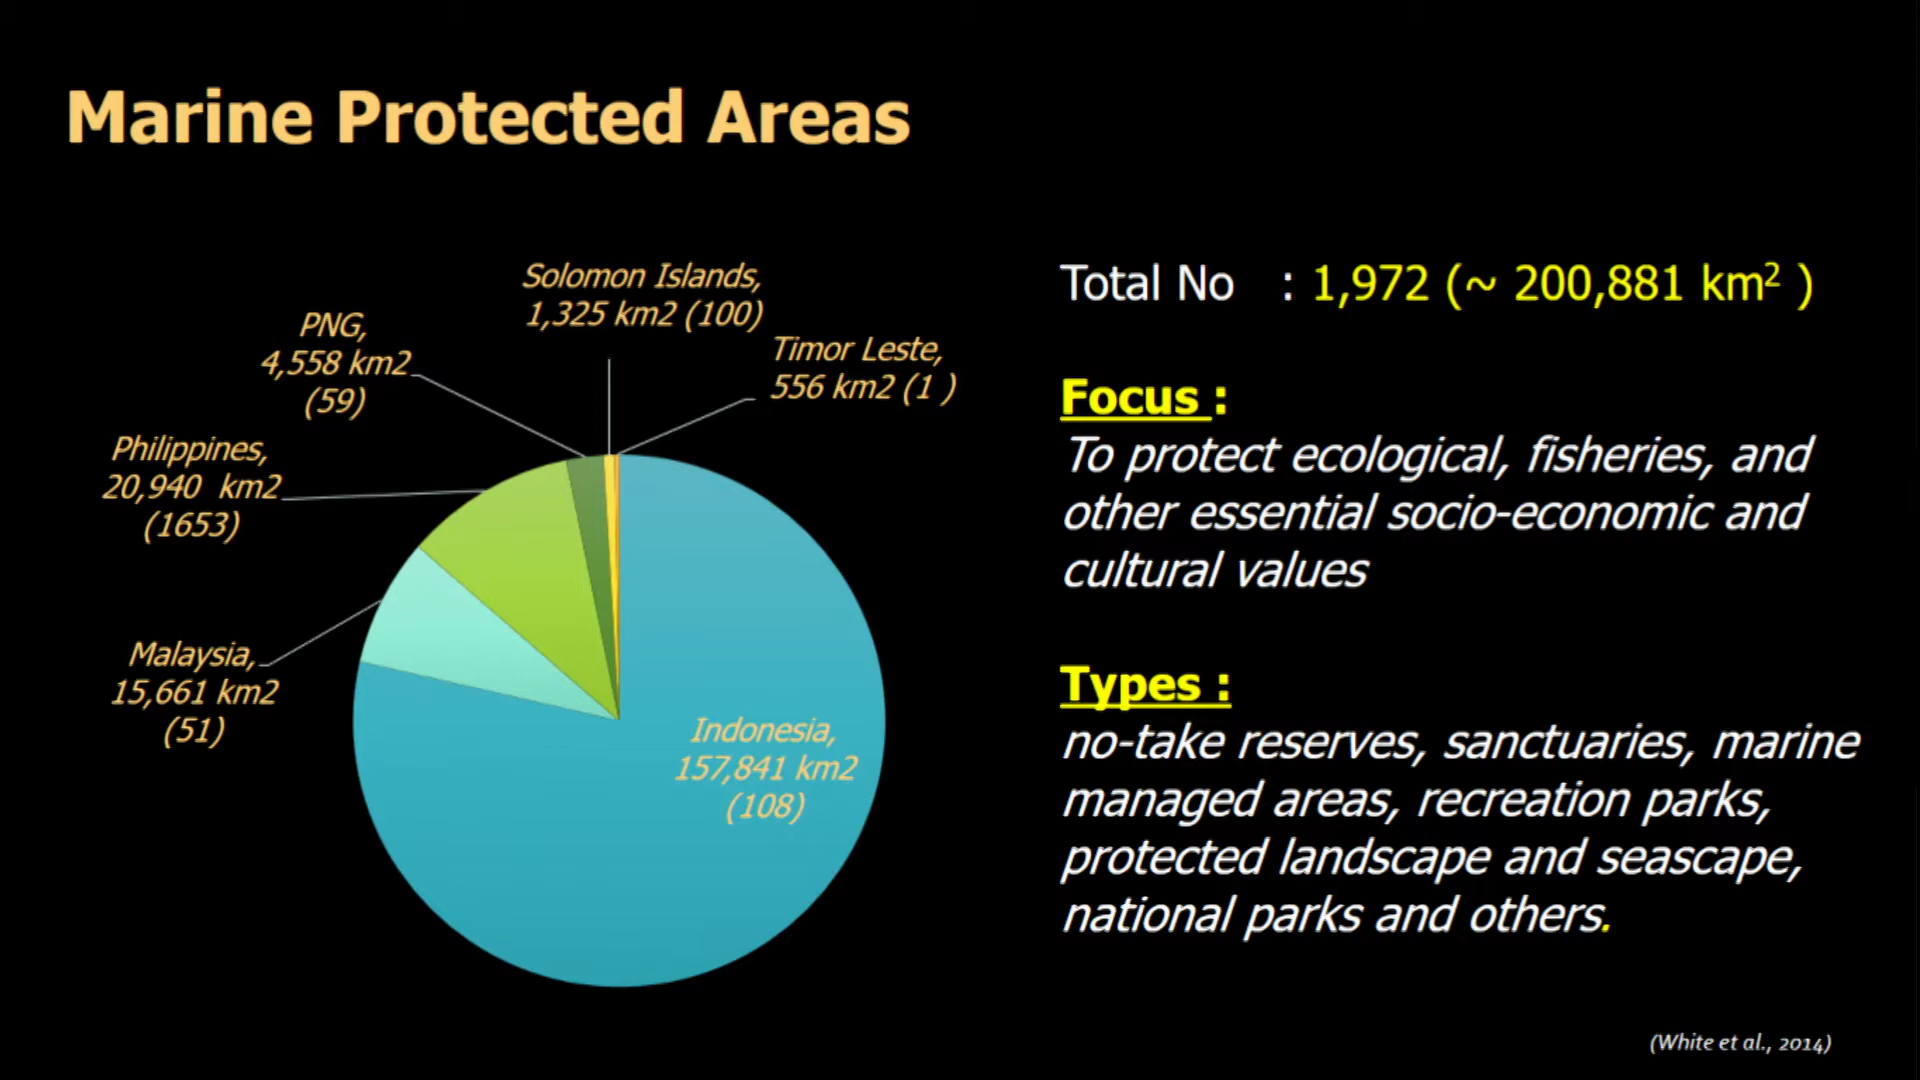 Marine Protected Areas
Solomon Islands,
1,325 km2 (100)
PNG,
4,558 km2
(59)
Timor Leste,
556 km2 (1 )
Philippines,
20,940  km2
(1653)
Malaysia,
15,661 km2
(51)
Indonesia,
157,841 km2
(108)
Total No   : 1,972 (~ 200,881 km² )
Focus :
To protect ecological, fisheries, and
other essential socio-economic and
cultural values
Types :
no-take reserves, sanctuaries, marine
managed areas, recreation parks,
protected landscape and seascape,
national parks and others.
(White et al., 2014)